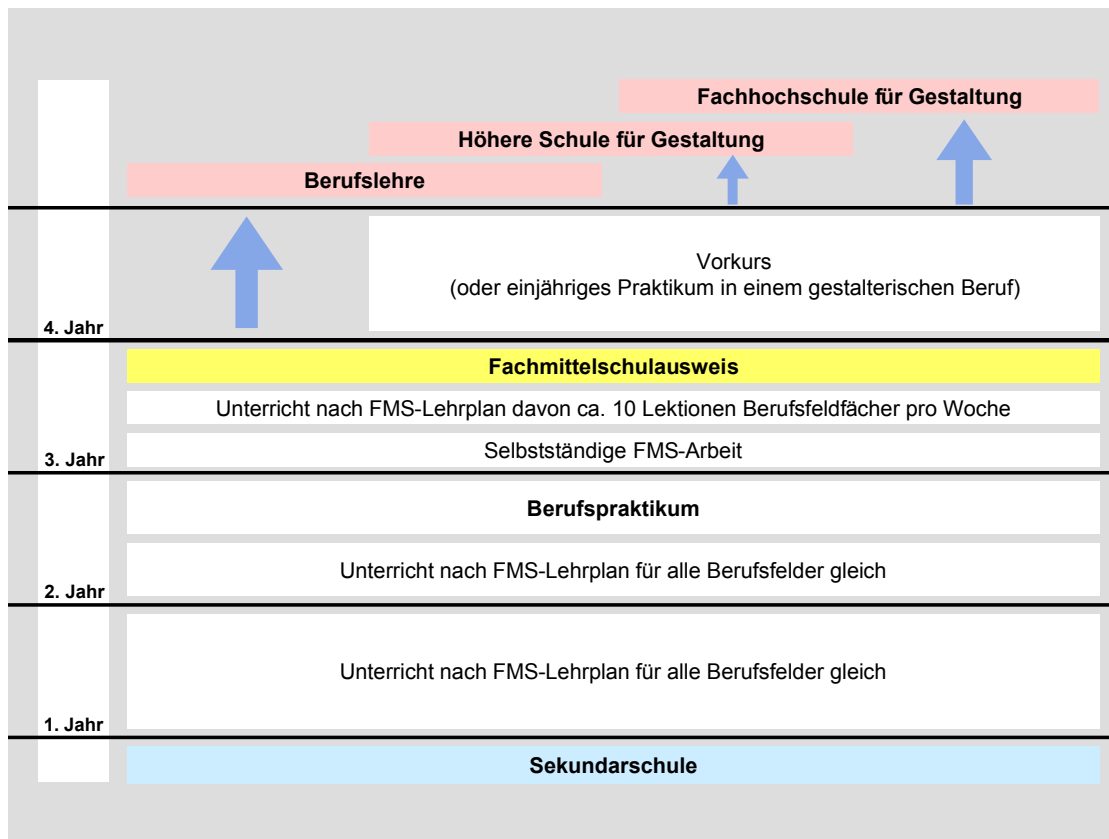 Fachhochschule für Gestaltung
Höhere Schule für Gestaltung
Berufslehre
Vorkurs
(oder einjähriges Praktikum in einem gestalterischen Beruf)
4. Jahr
Fachmittelschulausweis
Unterricht nach FMS-Lehrplan davon ca. 10 Lektionen Berufsfeldfächer pro Woche
Selbstständige FMS-Arbeit
3. Jahr
Berufspraktikum
Unterricht nach FMS-Lehrplan für alle Berufsfelder gleich
2. Jahr
Unterricht nach FMS-Lehrplan für alle Berufsfelder gleich
1. Jahr
Sekundarschule